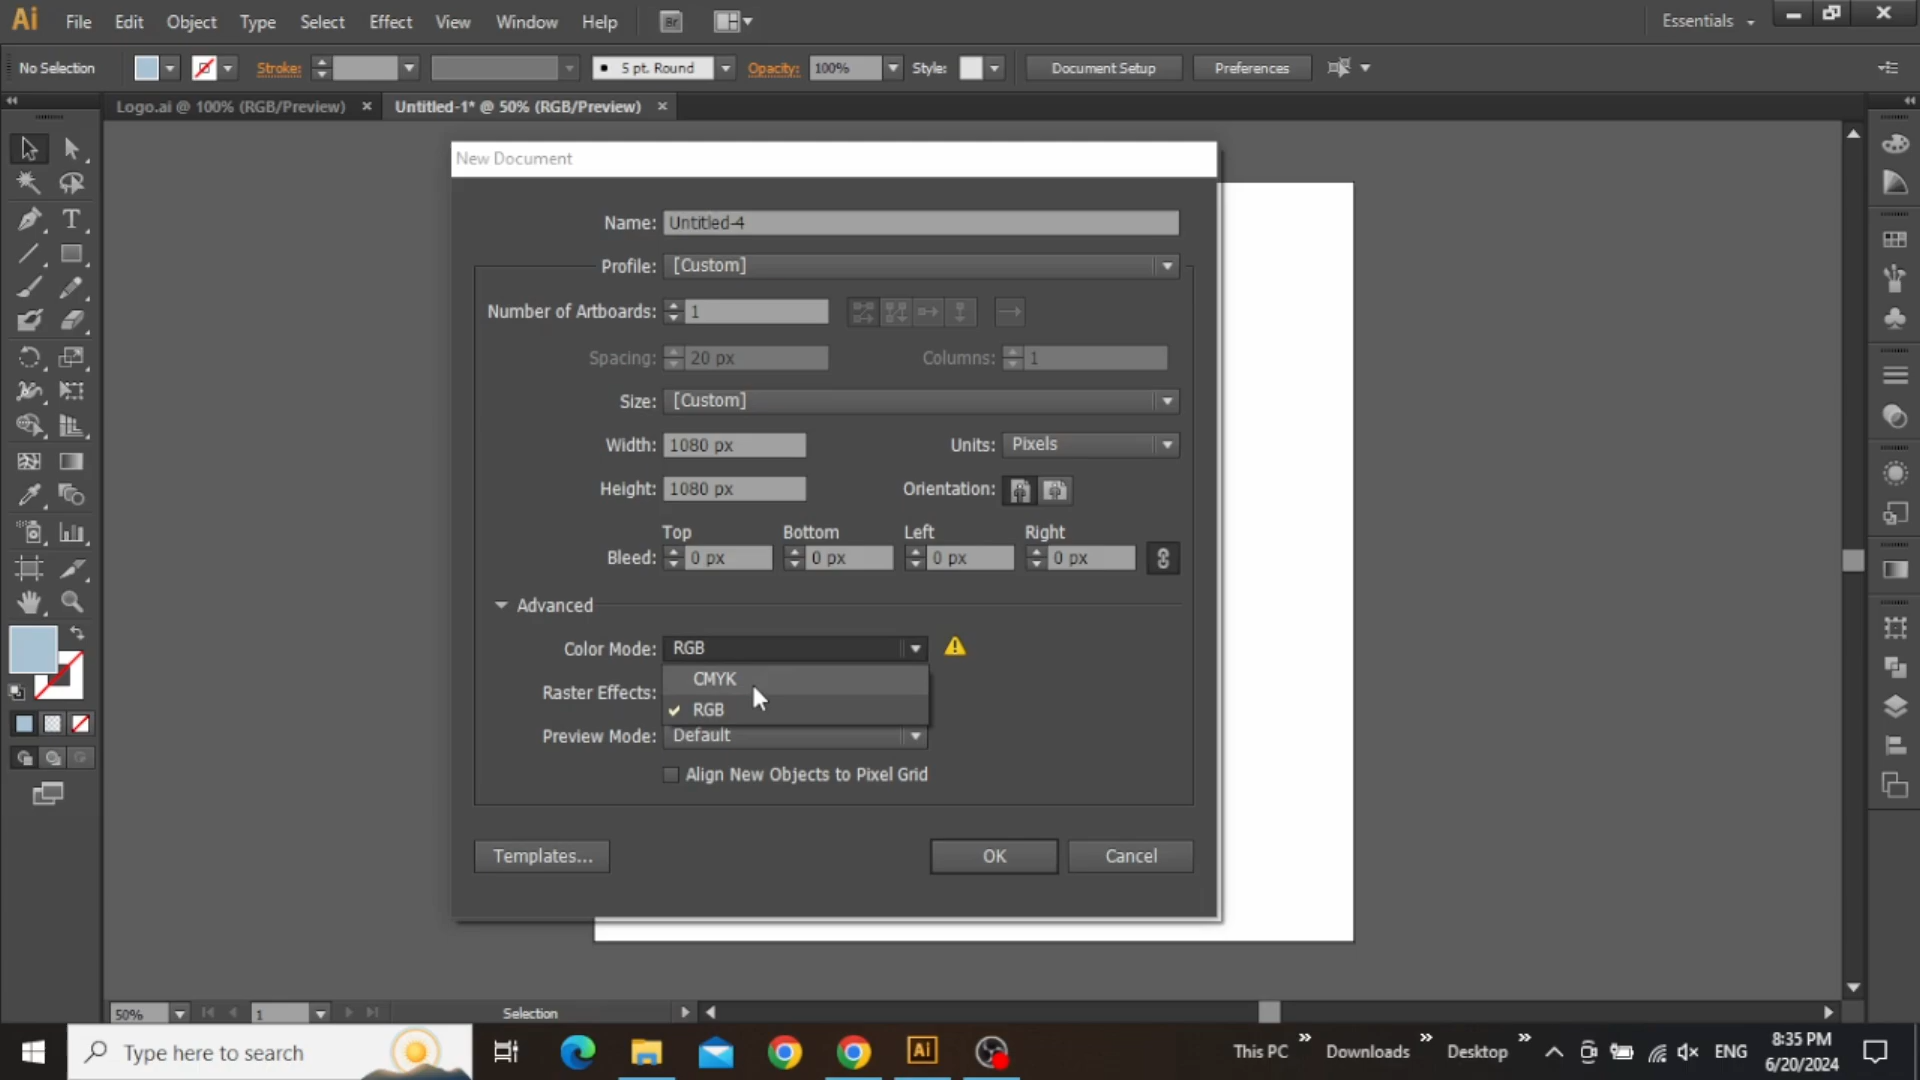 Ai File Edit Object Type Select Effect View Window Help Br Essentials
No Selection Stroke: 5 pt. Round Opacity: 100% Style: Document Setup Preferences
Logo.ai @ 100% (RGB/Preview) Untitled-1* @ 50% (RGB/Preview)
New Document
Name: Untitled-4
Profile: [Custom]
Number of Artboards: 1
Spacing: 20 px Columns: 1
Size: [Custom]
Width: 1080 px Units: Pixels
Height: 1080 px Orientation:
Top Bottom Left Right
Bleed: 0 px 0 px 0 px 0 px
Advanced
Color Mode: RGB
CMYK
Raster Effects:
RGB
Preview Mode: Default
Align New Objects to Pixel Grid
Templates... OK Cancel
50% 1 Selection
Type here to search Ai This PC Downloads Desktop ENG 8:35 PM
6/20/2024